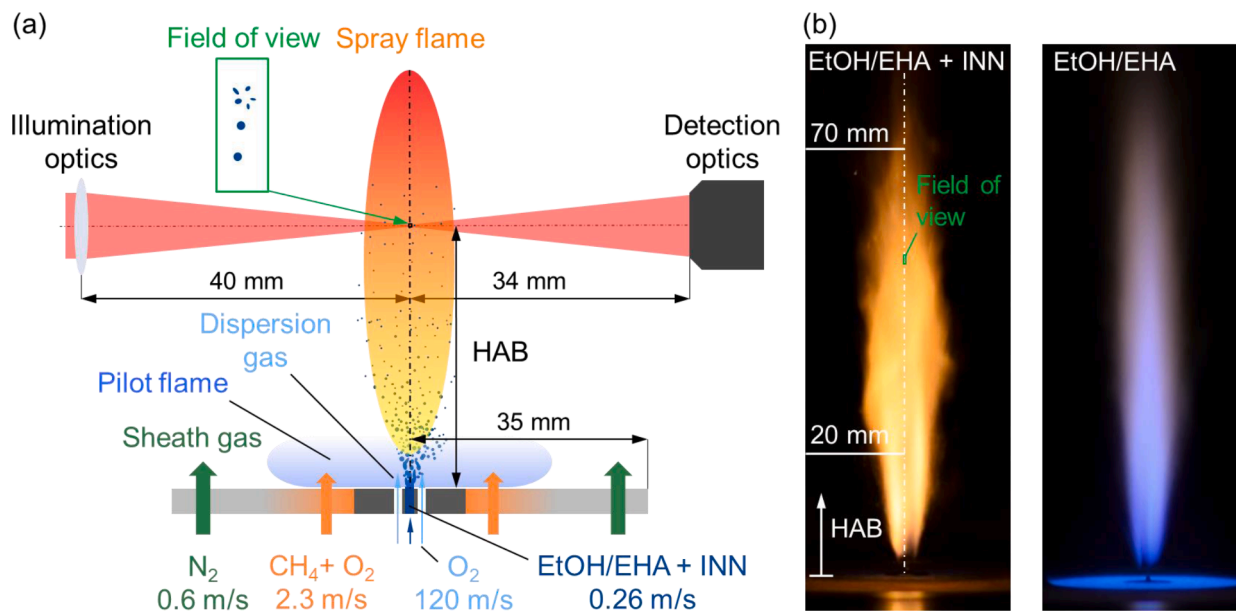 (a)
Field of view
Spray flame
Illumination optics
Detection optics
40 mm
34 mm
Dispersion gas
HAB
Pilot flame
35 mm
Sheath gas
N₂
0.6 m/s
CH₄+ O₂
2.3 m/s
O₂
120 m/s
EtOH/EHA + INN
0.26 m/s
(b)
EtOH/EHA + INN
70 mm
Field of view
20 mm
HAB
EtOH/EHA